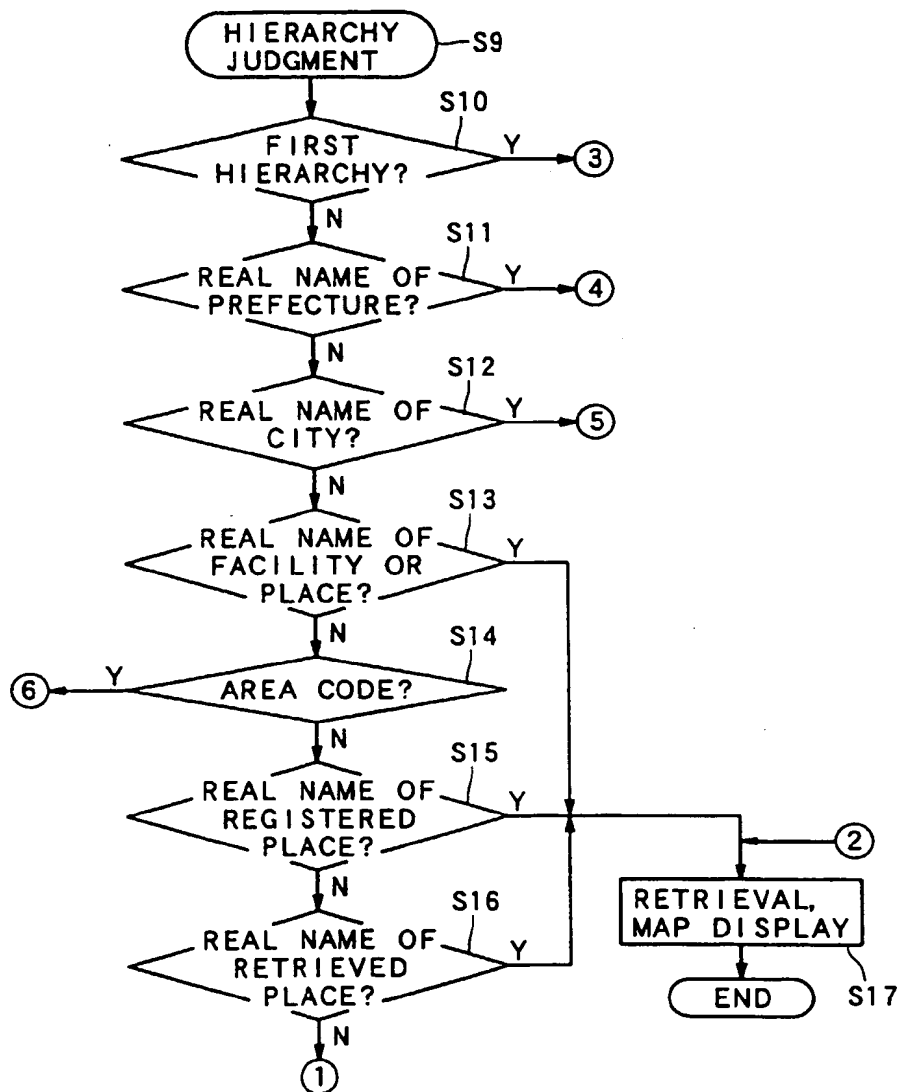 HIERARCHY
JUDGMENT
S9
S10
FIRST
HIERARCHY?
Y
3
N
S11
REAL NAME OF
PREFECTURE?
Y
4
N
S12
REAL NAME OF
CITY?
Y
5
N
S13
REAL NAME OF
FACILITY OR
PLACE?
Y
N
S14
AREA CODE?
Y
6
N
S15
REAL NAME OF
REGISTERED
PLACE?
Y
2
N
S16
REAL NAME OF
RETRIEVED
PLACE?
Y
RETRIEVAL,
MAP DISPLAY
S17
END
N
1